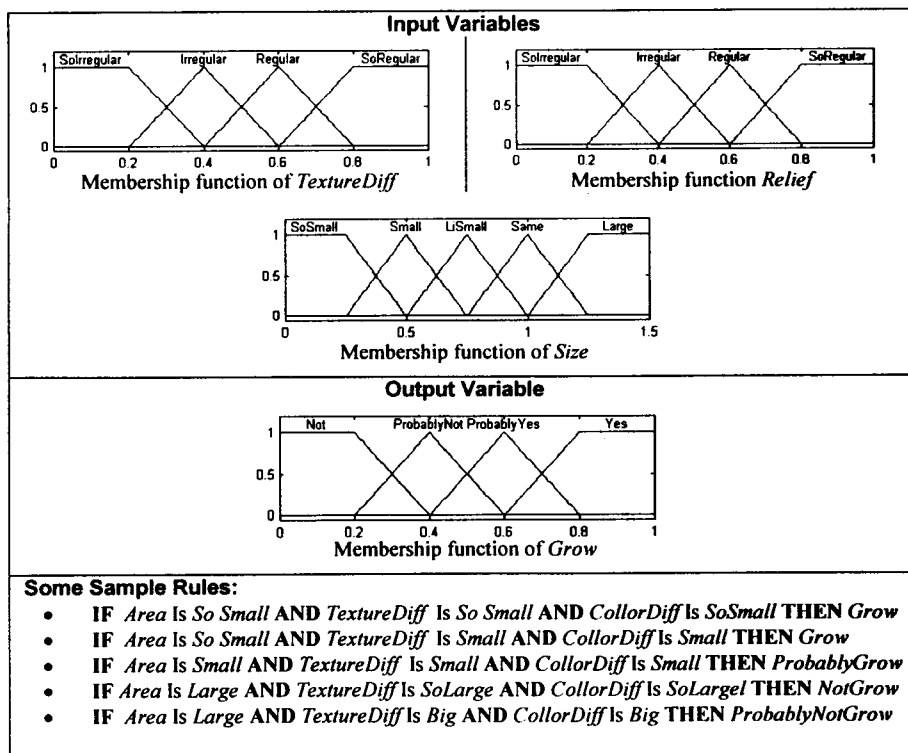 Input Variables
SoIrregular Irregular Regular SoRegular
1
0.5
0
0 0.2 0.4 0.6 0.8 1
Membership function of TextureDiff
SoIrregular Irregular Regular SoRegular
1
0.5
0
0 0.2 0.4 0.6 0.8 1
Membership function Relief
SoSmall Small LiSmall Same Large
1
0.5
0
0 0.5 1 1.5
Membership function of Size
Output Variable
Not ProbablyNot ProbablyYes Yes
1
0.5
0
0 0.2 0.4 0.6 0.8 1
Membership function of Grow
Some Sample Rules:
• IF Area Is So Small AND TextureDiff Is So Small AND CollorDiff Is SoSmall THEN Grow
• IF Area Is So Small AND TextureDiff Is Small AND CollorDiff Is Small THEN Grow
• IF Area Is Small AND TextureDiff Is Small AND CollorDiff Is Small THEN ProbablyGrow
• IF Area Is Large AND TextureDiff Is SoLarge AND CollorDiff Is SoLargel THEN NotGrow
• IF Area Is Large AND TextureDiff Is Big AND CollorDiff Is Big THEN ProbablyNotGrow